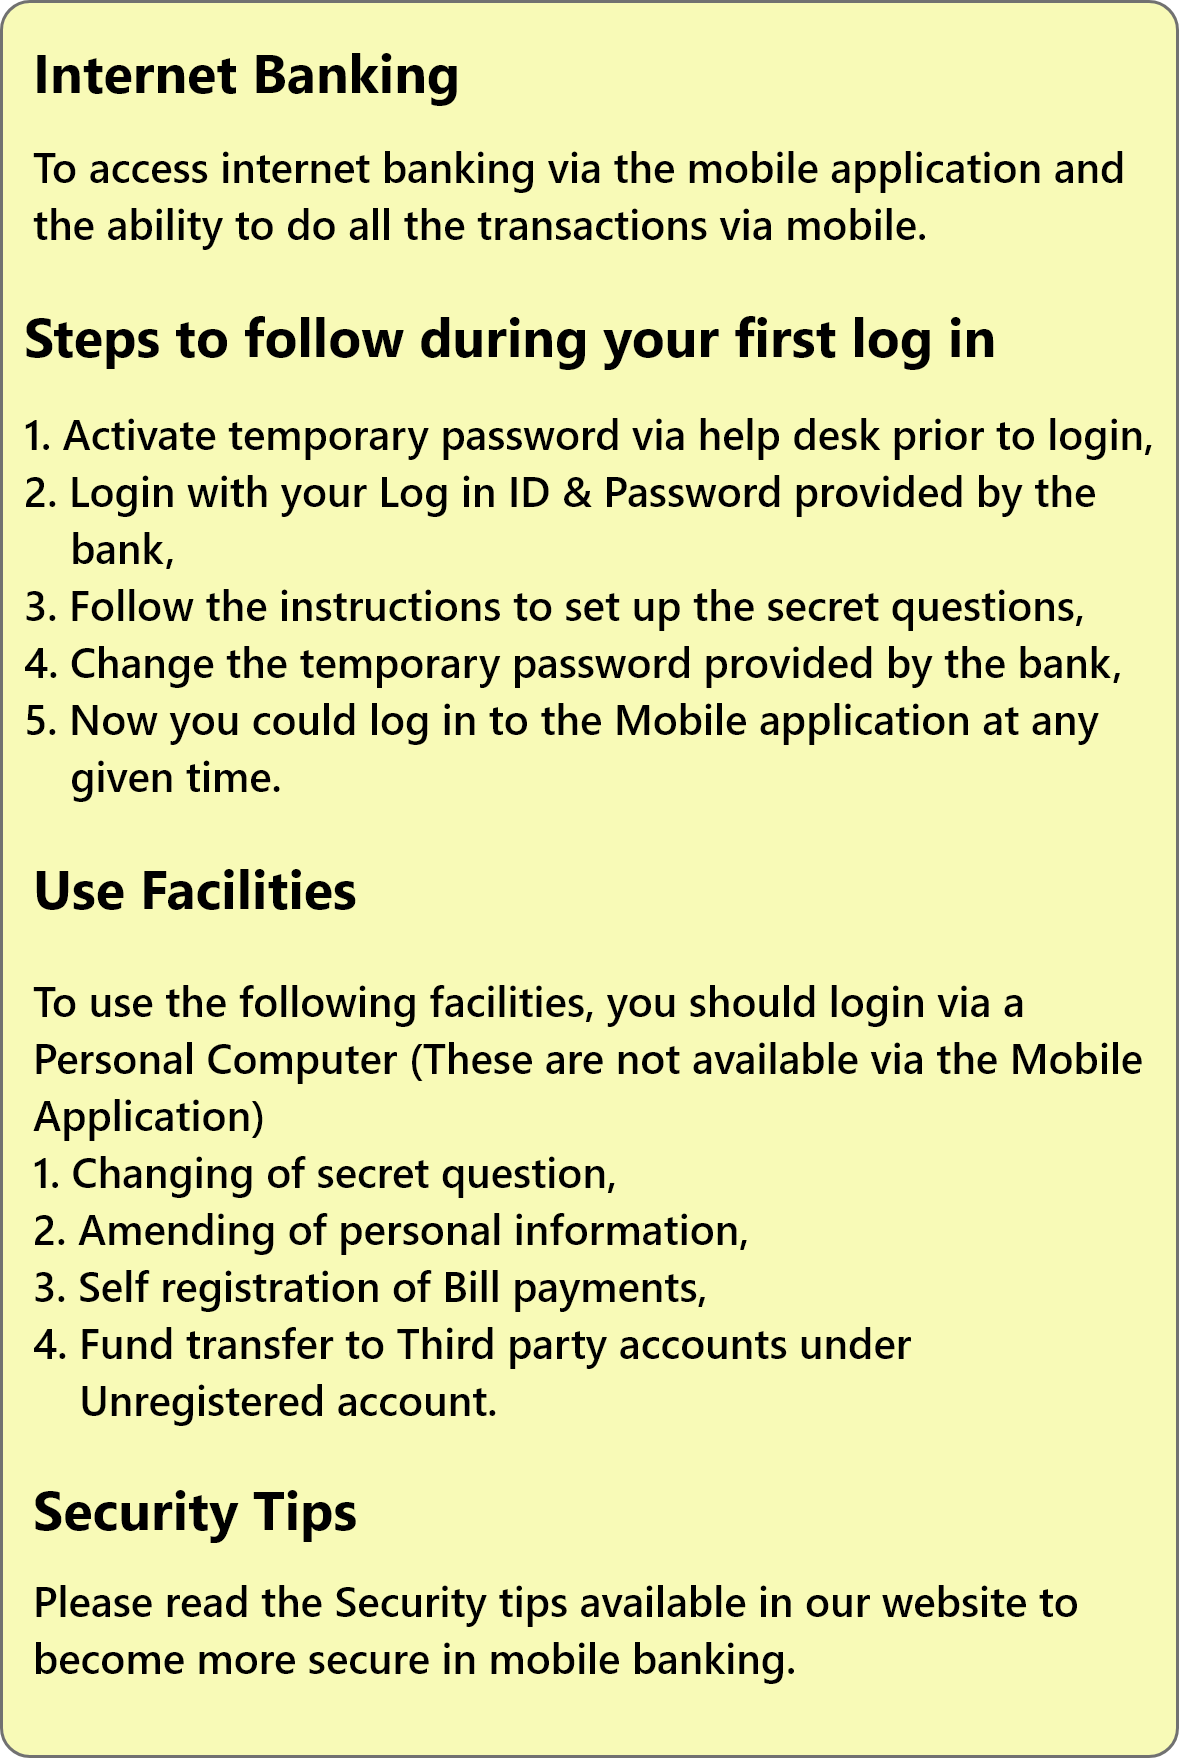 Internet Banking
To access internet banking via the mobile application and
the ability to do all the transactions via mobile.
Steps to follow during your first log in
1. Activate temporary password via help desk prior to login,
2. Login with your Log in ID & Password provided by the
bank,
3. Follow the instructions to set up the secret questions,
4. Change the temporary password provided by the bank,
5. Now you could log in to the Mobile application at any
given time.
Use Facilities
To use the following facilities, you should login via a
Personal Computer (These are not available via the Mobile
Application)
1. Changing of secret question,
2. Amending of personal information,
3. Self registration of Bill payments,
4. Fund transfer to Third party accounts under
Unregistered account.
Security Tips
Please read the Security tips available in our website to
become more secure in mobile banking.